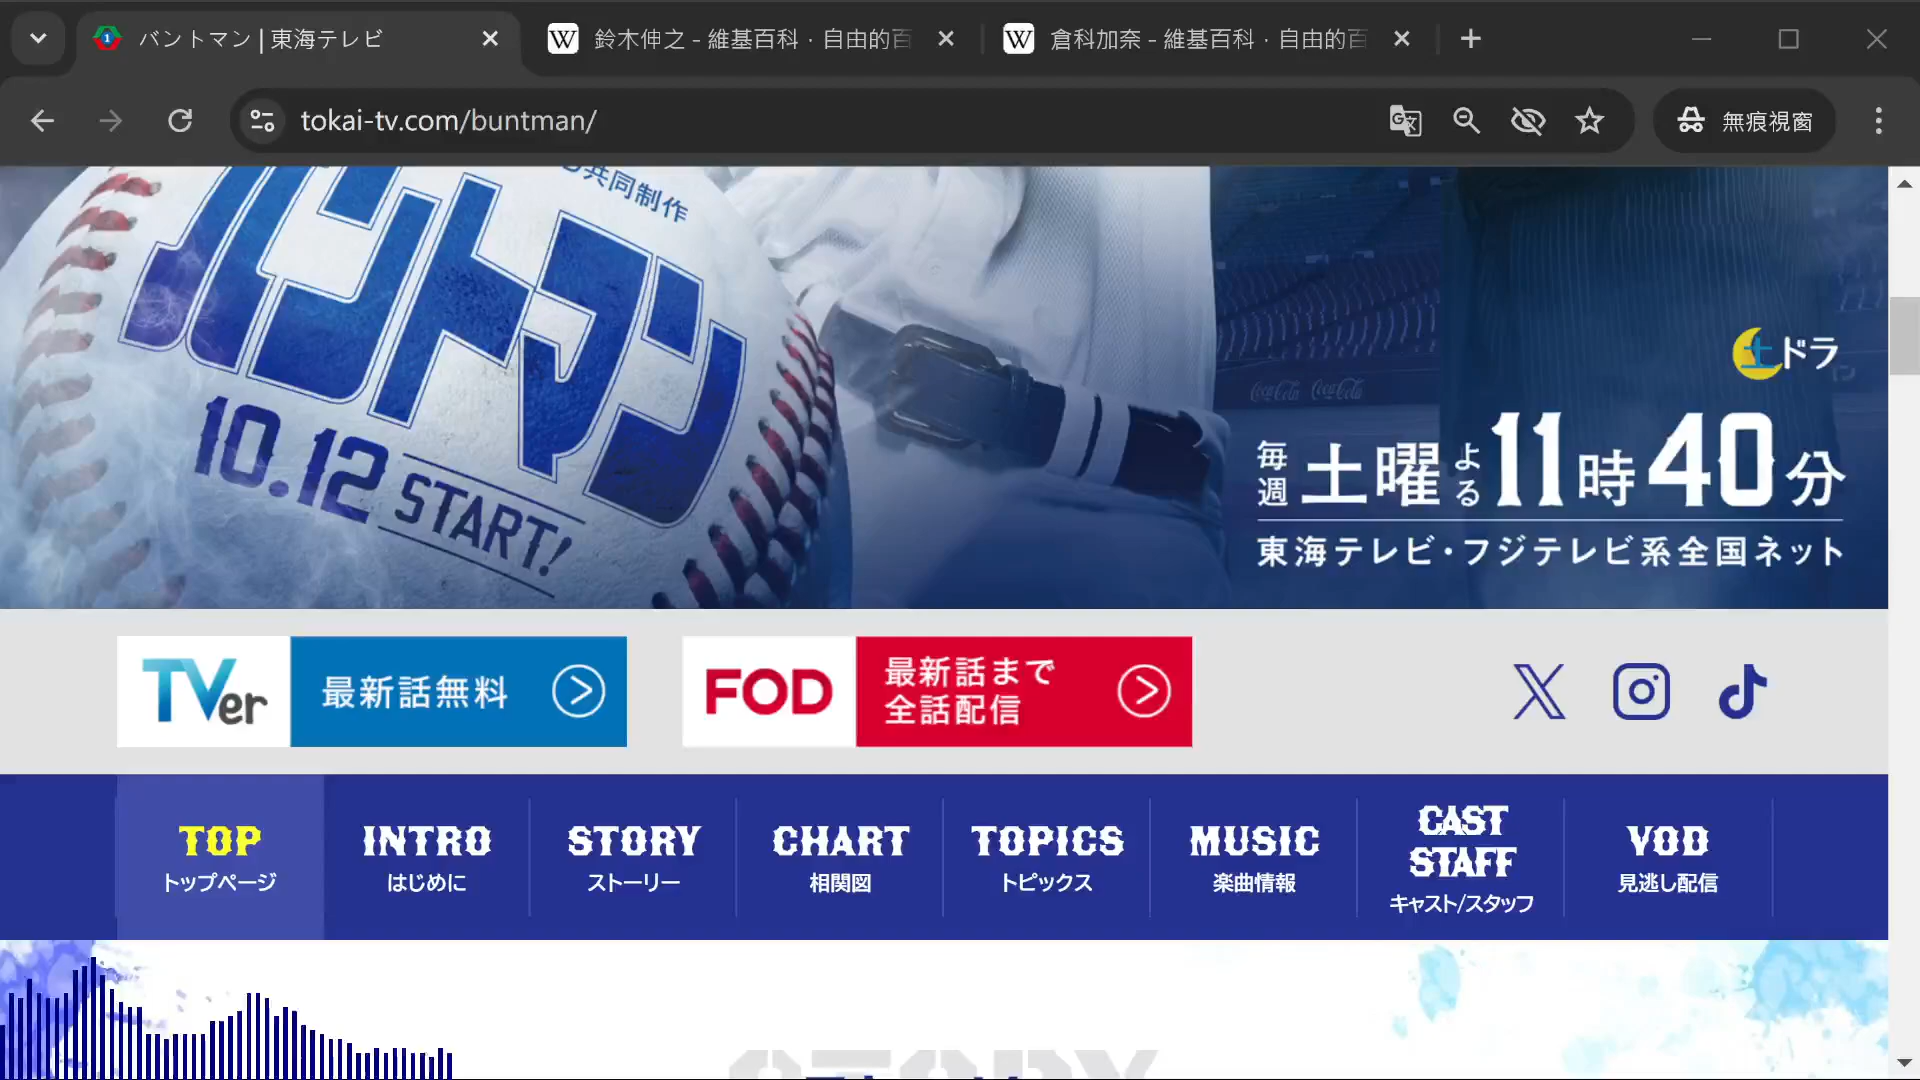 バントマン | 東海テレビ
鈴木伸之 - 維基百科 · 自由的百
倉科加奈 - 維基百科 · 自由的百
tokai-tv.com/buntman/
無痕視窗
共同制作
バントマン
10.12 START!
Coca-Cola Coca-Cola
土ドラ
毎週 土曜 よる 11時40分
東海テレビ・フジテレビ系全国ネット
TVer
最新話無料
FOD
最新話まで
全話配信
TOP
トップページ
INTRO
はじめに
STORY
ストーリー
CHART
相関図
TOPICS
トピックス
MUSIC
楽曲情報
CAST
STAFF
キャスト/スタッフ
VOD
見逃し配信
STORY